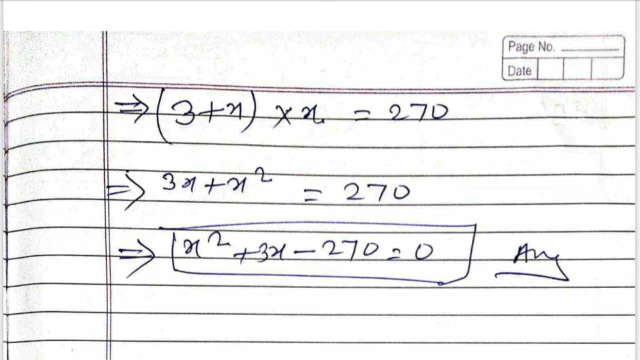 Page No.
Date
⇒ (3+x) × x = 270
⇒ 3x + x² = 270
⇒ x² + 3x - 270 = 0 Ans